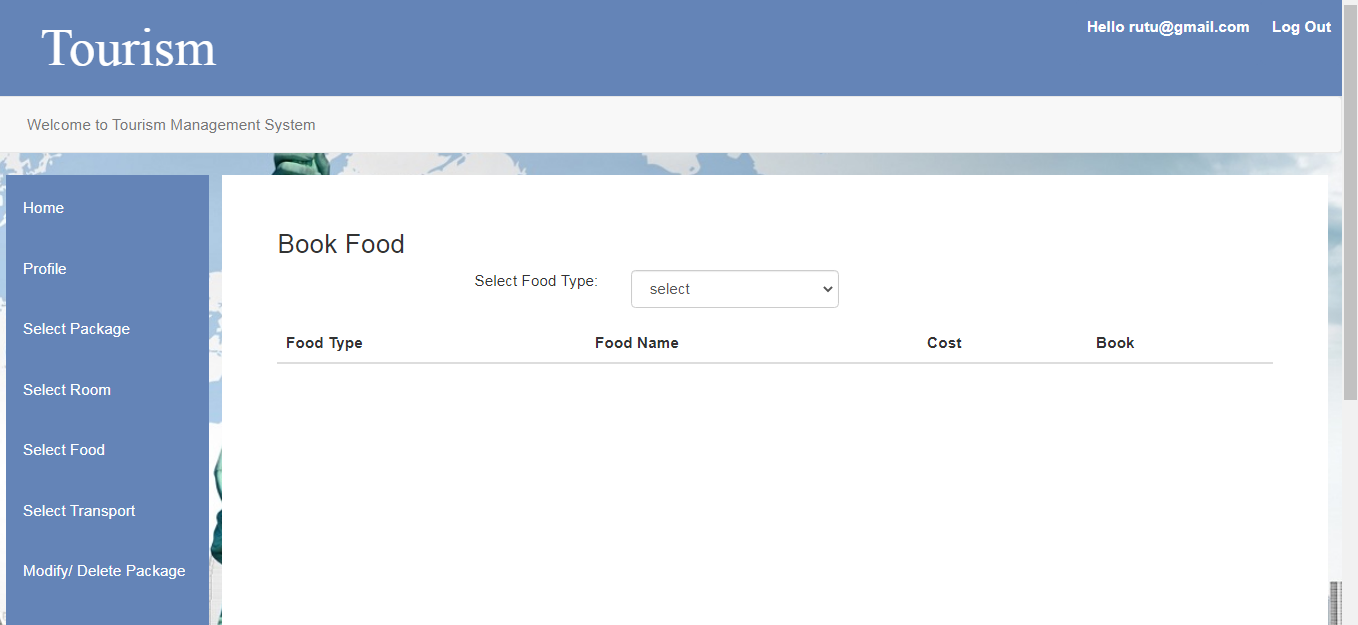 Tourism
Hello rutu@gmail.com Log Out
Welcome to Tourism Management System
Home
Profile
Select Package
Select Room
Select Food
Select Transport
Modify/ Delete Package
Book Food
Select Food Type: select
Food Type Food Name Cost Book